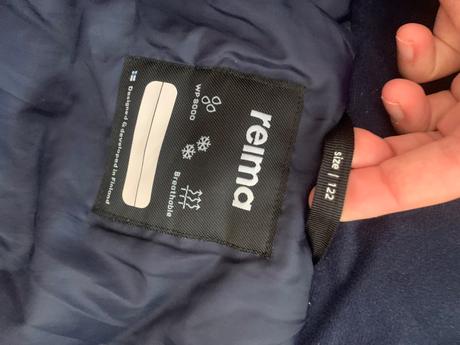 reima
WP 8000
Breathable
Designed & developed in Finland
size | 122